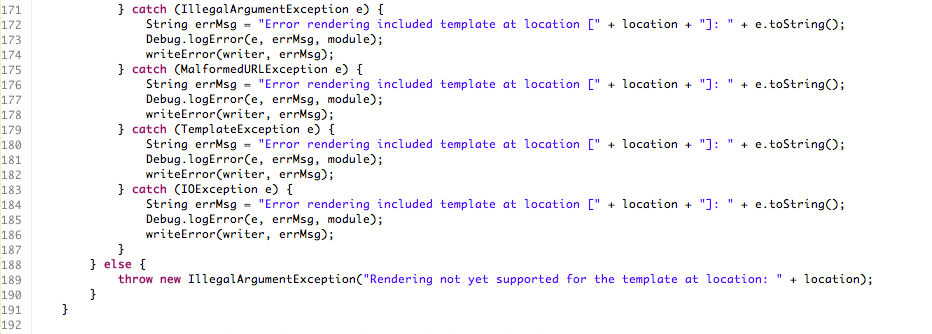 171             } catch (IllegalArgumentException e) {
172                 String errMsg = "Error rendering included template at location [" + location + "]: " + e.toString();
173                 Debug.logError(e, errMsg, module);
174                 writeError(writer, errMsg);
175             } catch (MalformedURLException e) {
176                 String errMsg = "Error rendering included template at location [" + location + "]: " + e.toString();
177                 Debug.logError(e, errMsg, module);
178                 writeError(writer, errMsg);
179             } catch (TemplateException e) {
180                 String errMsg = "Error rendering included template at location [" + location + "]: " + e.toString();
181                 Debug.logError(e, errMsg, module);
182                 writeError(writer, errMsg);
183             } catch (IOException e) {
184                 String errMsg = "Error rendering included template at location [" + location + "]: " + e.toString();
185                 Debug.logError(e, errMsg, module);
186                 writeError(writer, errMsg);
187             }
188         } else {
189             throw new IllegalArgumentException("Rendering not yet supported for the template at location: " + location);
190         }
191     }
192